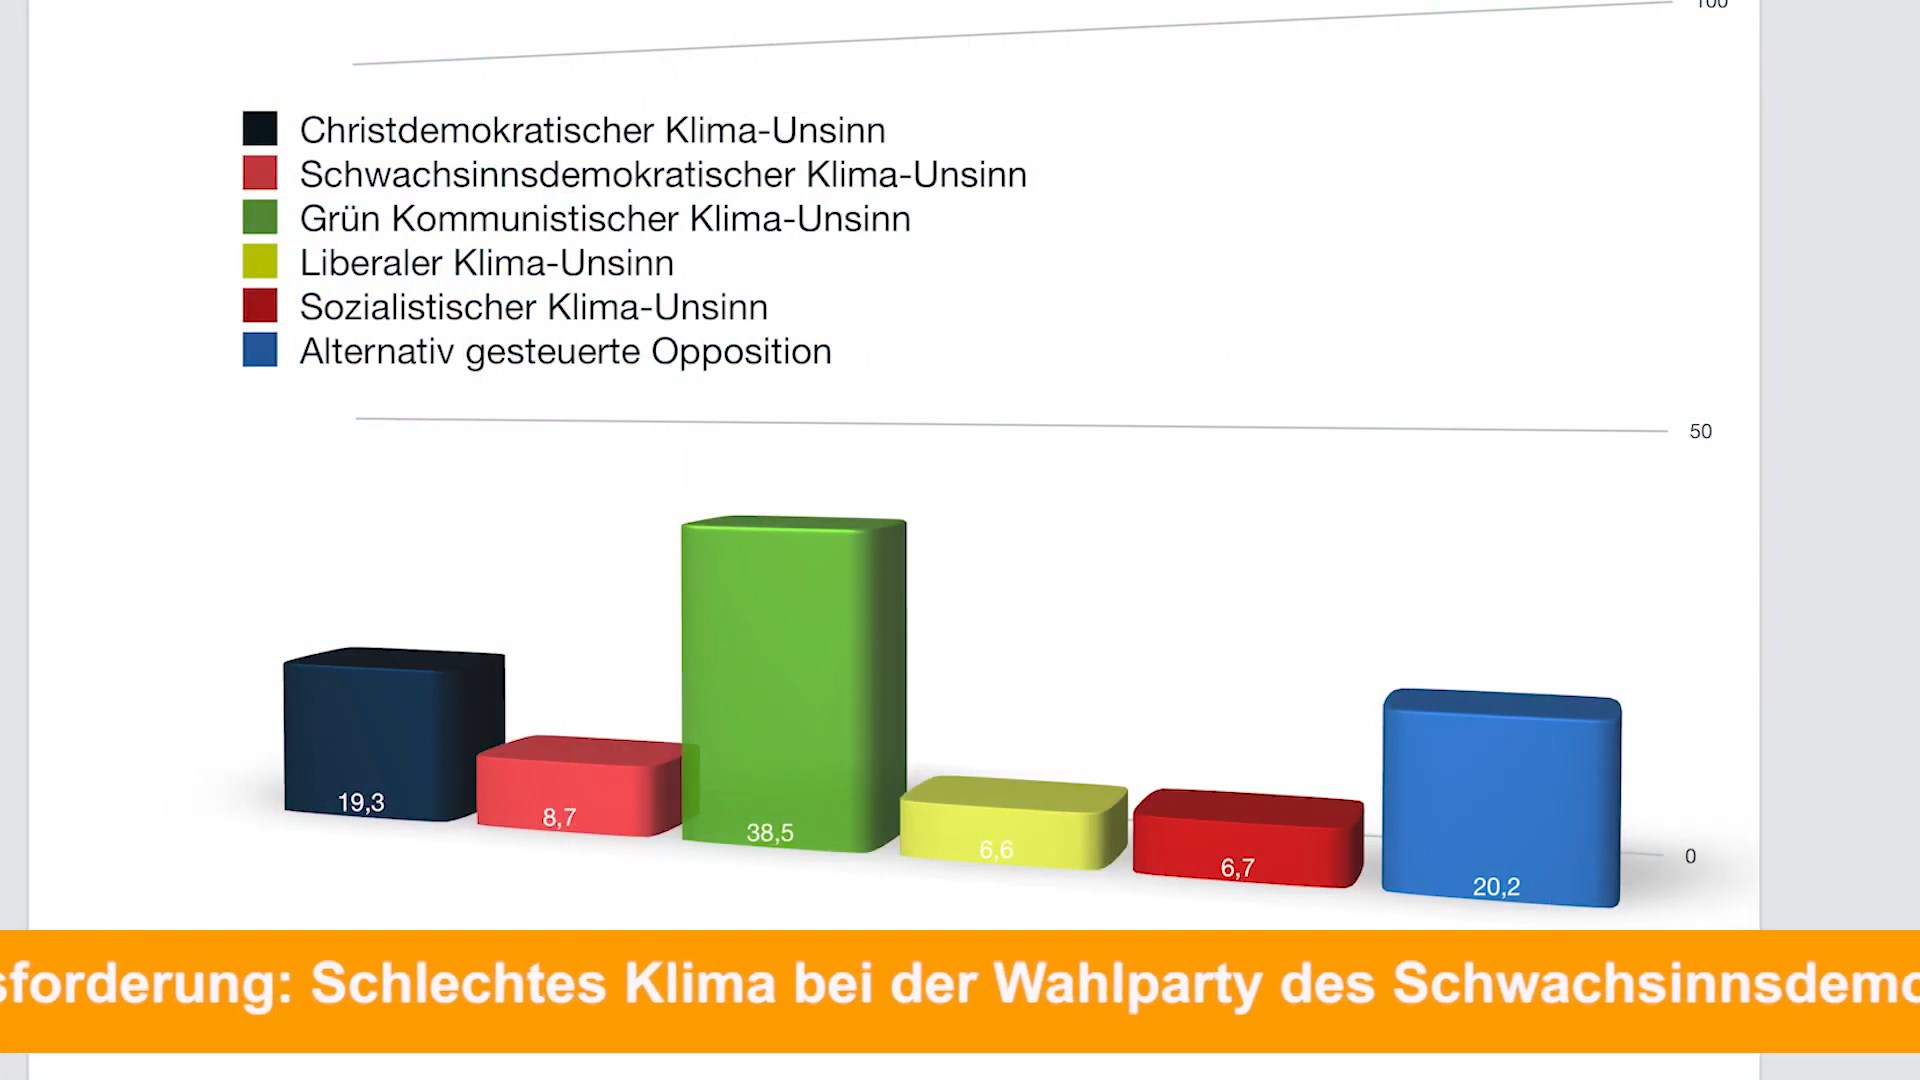 100
Christdemokratischer Klima-Unsinn
Schwachsinnsdemokratischer Klima-Unsinn
Grün Kommunistischer Klima-Unsinn
Liberaler Klima-Unsinn
Sozialistischer Klima-Unsinn
Alternativ gesteuerte Opposition
50
19,3
8,7
38,5
6,6
6,7
20,2
0
sforderung: Schlechtes Klima bei der Wahlparty des Schwachsinnsdemo